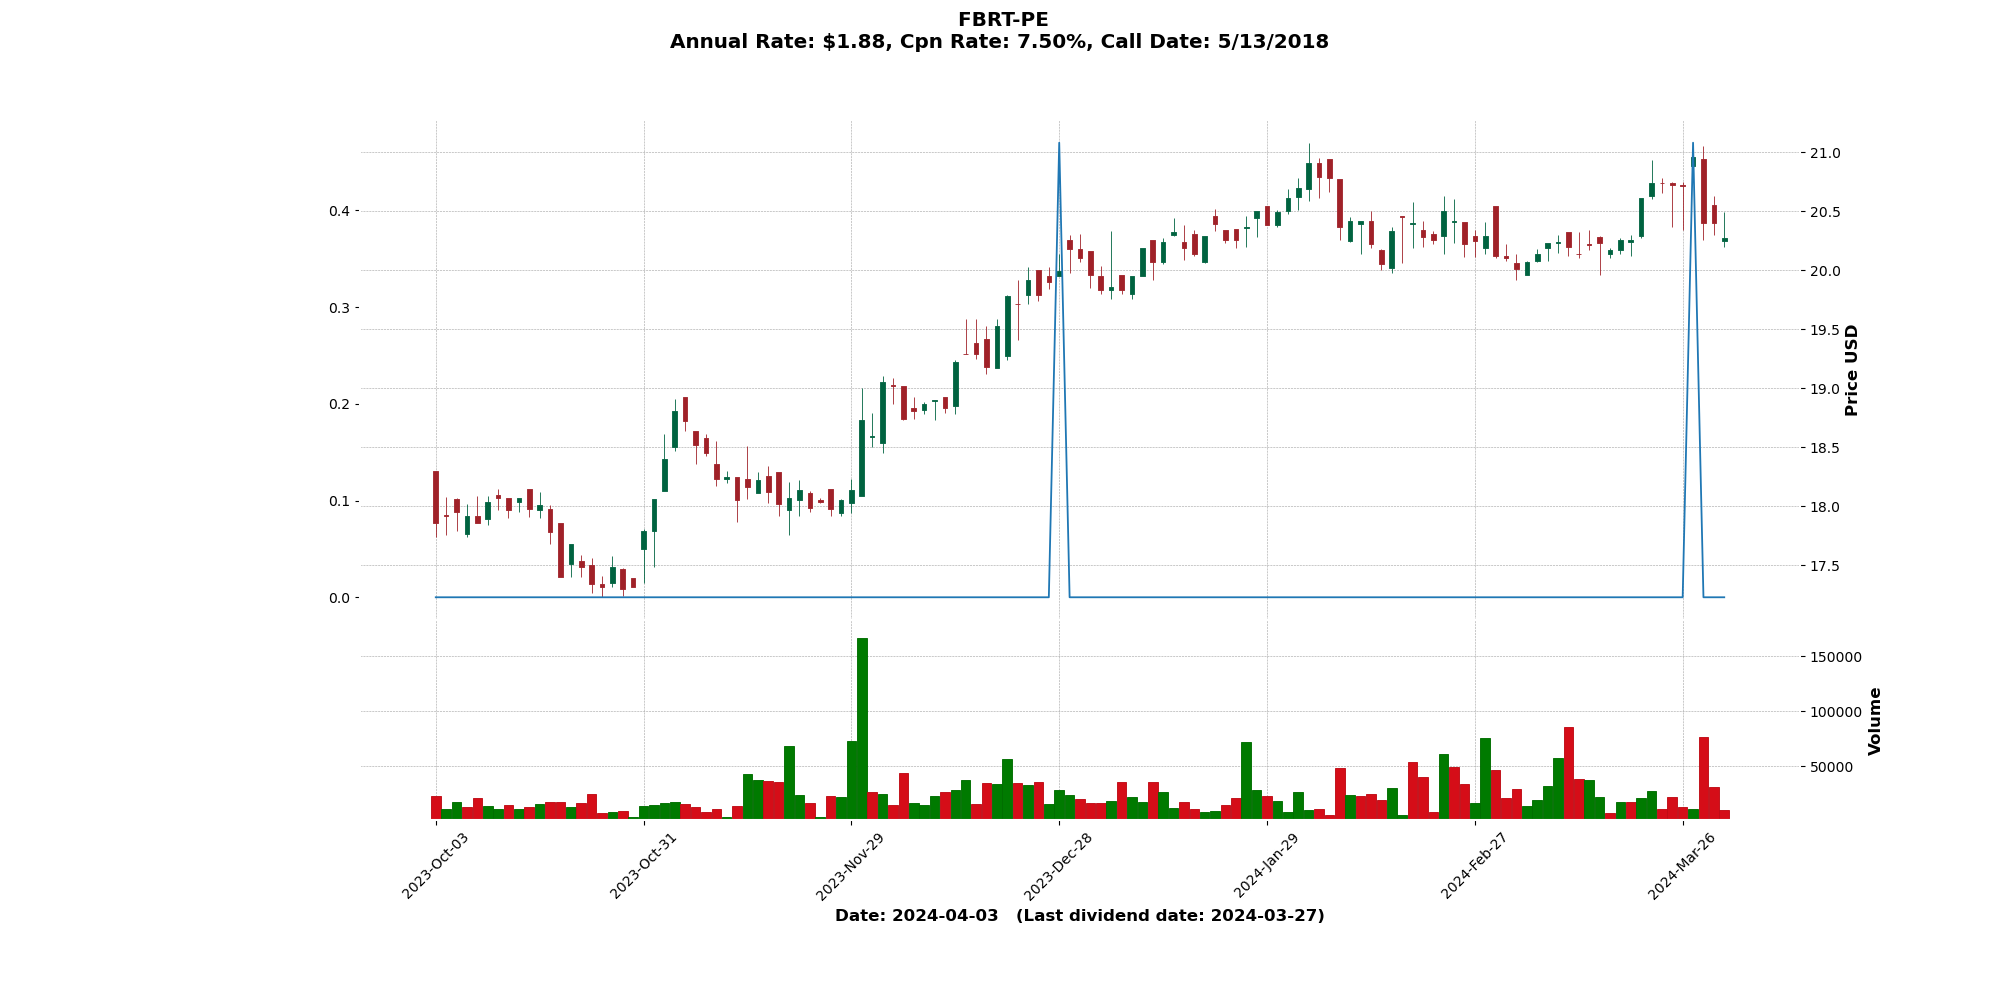 FBRT-PE
Annual Rate: $1.88, Cpn Rate: 7.50%, Call Date: 5/13/2018
0.4
0.3
0.2
0.1
0.0
21.0
20.5
20.0
19.5
19.0
18.5
18.0
17.5
Price USD
150000
100000
50000
Volume
2023-Oct-03
2023-Oct-31
2023-Nov-29
2023-Dec-28
2024-Jan-29
2024-Feb-27
2024-Mar-26
Date: 2024-04-03   (Last dividend date: 2024-03-27)